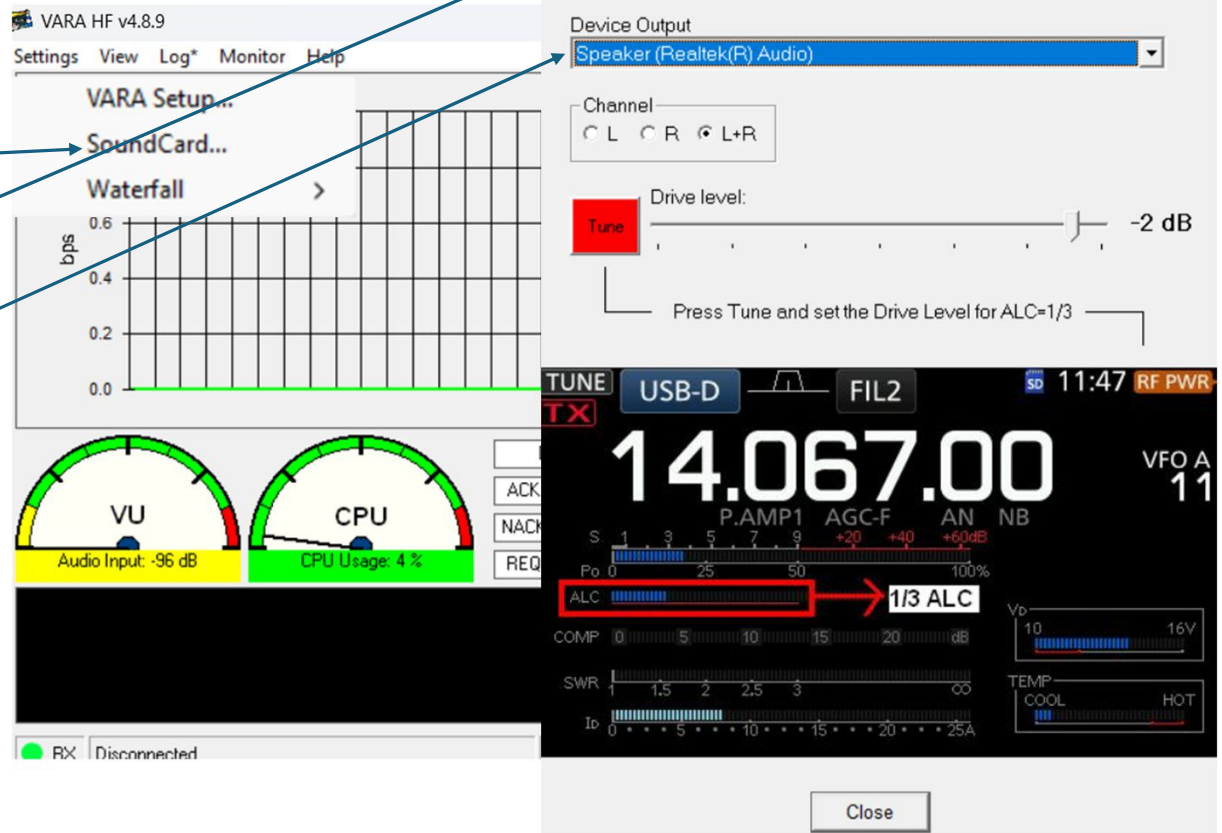 VARA HF v4.8.9
Settings View Log* Monitor Help
VARA Setup...
SoundCard...
Waterfall >
bps
0.6
0.4
0.2
0.0
VU
Audio Input: -96 dB
CPU
CPU Usage: 4 %
ACK
NACK
REQ
RX Disconnected
Device Output
Speaker (Realtek(R) Audio)
Channel
L R L+R
Tune
Drive level:
-2 dB
Press Tune and set the Drive Level for ALC=1/3
TUNE USB-D FIL2 SD 11:47 RF PWR
TX
14.067.00
VFO A
11
P.AMP1 AGC-F AN NB
S 1 3 5 7 9 +20 +40 +60dB
Po 0 25 50 100%
ALC 1/3 ALC
COMP 0 5 10 15 20 dB
SWR 1 1.5 2 2.5 3 ∞
ID 0 5 10 15 20 25A
VD
10 16V
TEMP
COOL HOT
Close